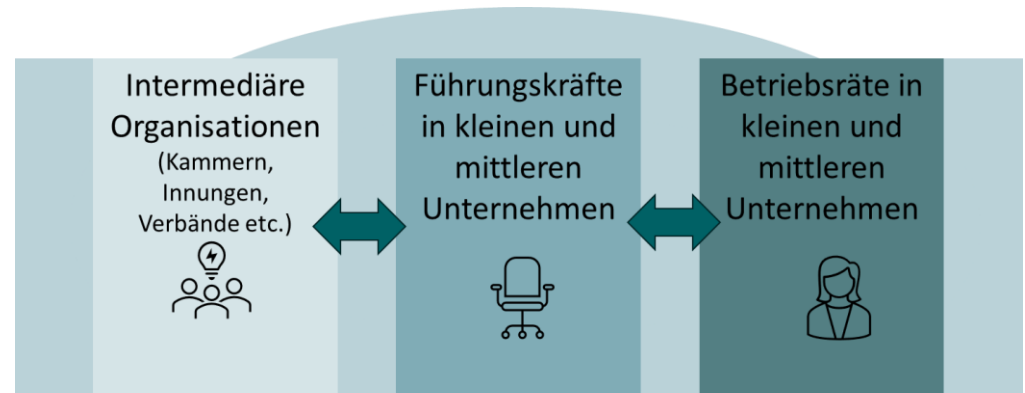 Intermediäre
Organisationen
(Kammern,
Innungen,
Verbände etc.)
Führungskräfte
in kleinen und
mittleren
Unternehmen
Betriebsräte in
kleinen und
mittleren
Unternehmen